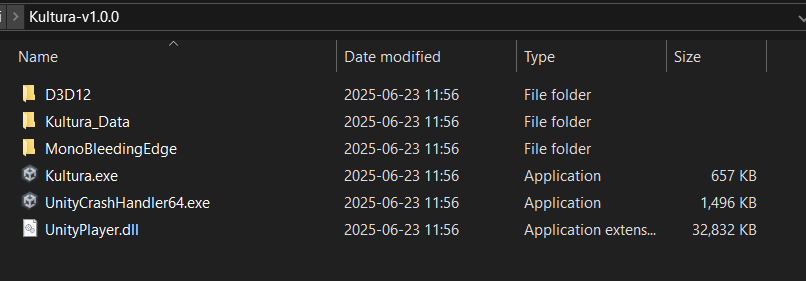 Kultura-v1.0.0
Name Date modified Type Size
D3D12 2025-06-23 11:56 File folder
Kultura_Data 2025-06-23 11:56 File folder
MonoBleedingEdge 2025-06-23 11:56 File folder
Kultura.exe 2025-06-23 11:56 Application 657 KB
UnityCrashHandler64.exe 2025-06-23 11:56 Application 1,496 KB
UnityPlayer.dll 2025-06-23 11:56 Application extens... 32,832 KB